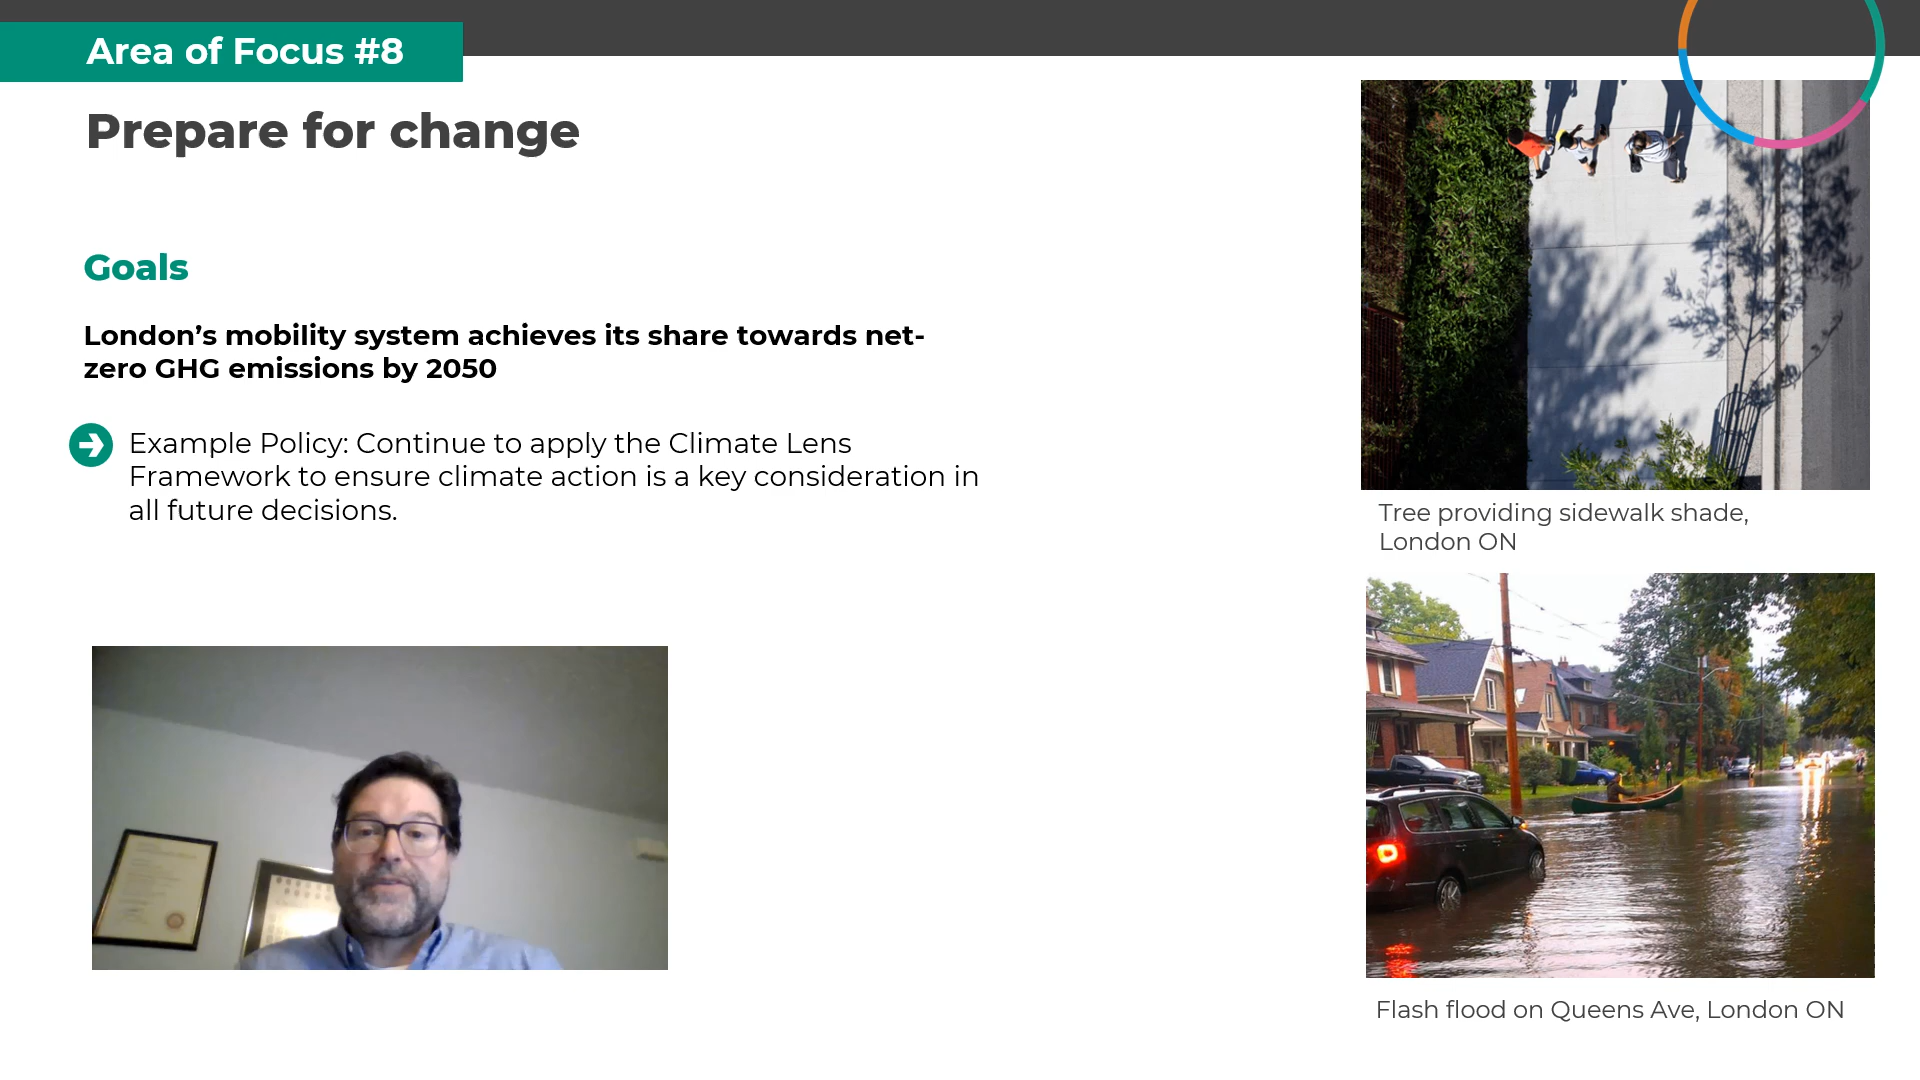 Area of Focus #8
Prepare for change
Goals
London’s mobility system achieves its share towards net-
zero GHG emissions by 2050
Example Policy: Continue to apply the Climate Lens
Framework to ensure climate action is a key consideration in
all future decisions.
Tree providing sidewalk shade,
London ON
Flash flood on Queens Ave, London ON